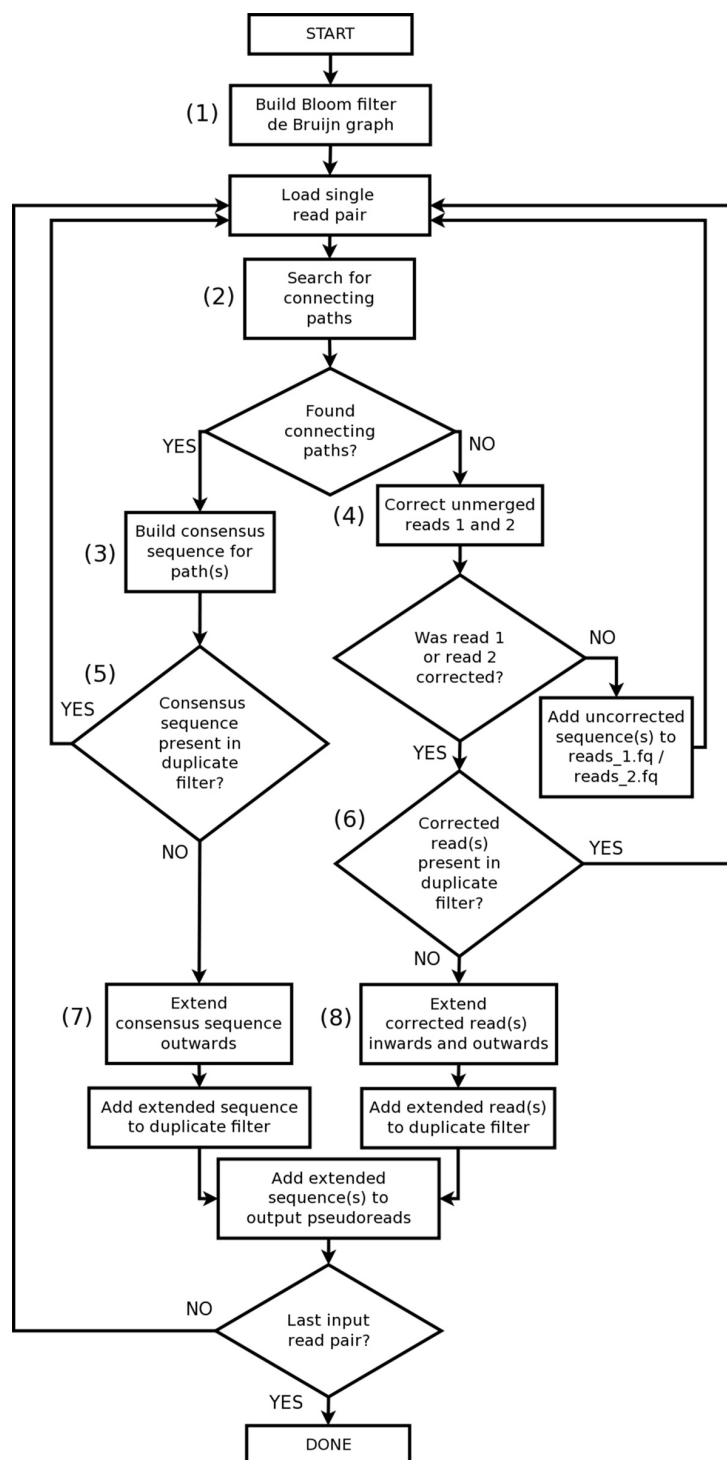 START
(1)
Build Bloom filter
de Bruijn graph
Load single
read pair
(2)
Search for
connecting
paths
Found
connecting
paths?
YES
NO
(3)
Build consensus
sequence for
path(s)
(4)
Correct unmerged
reads 1 and 2
Was read 1
or read 2
corrected?
NO
YES
Add uncorrected
sequence(s) to
reads_1.fq /
reads_2.fq
(5)
Consensus
sequence
present in
duplicate
filter?
YES
NO
(6)
Corrected
read(s)
present in
duplicate
filter?
YES
NO
(7)
Extend
consensus sequence
outwards
(8)
Extend
corrected read(s)
inwards and outwards
Add extended sequence
to duplicate filter
Add extended read(s)
to duplicate filter
Add extended
sequence(s) to
output pseudoreads
Last input
read pair?
NO
YES
DONE